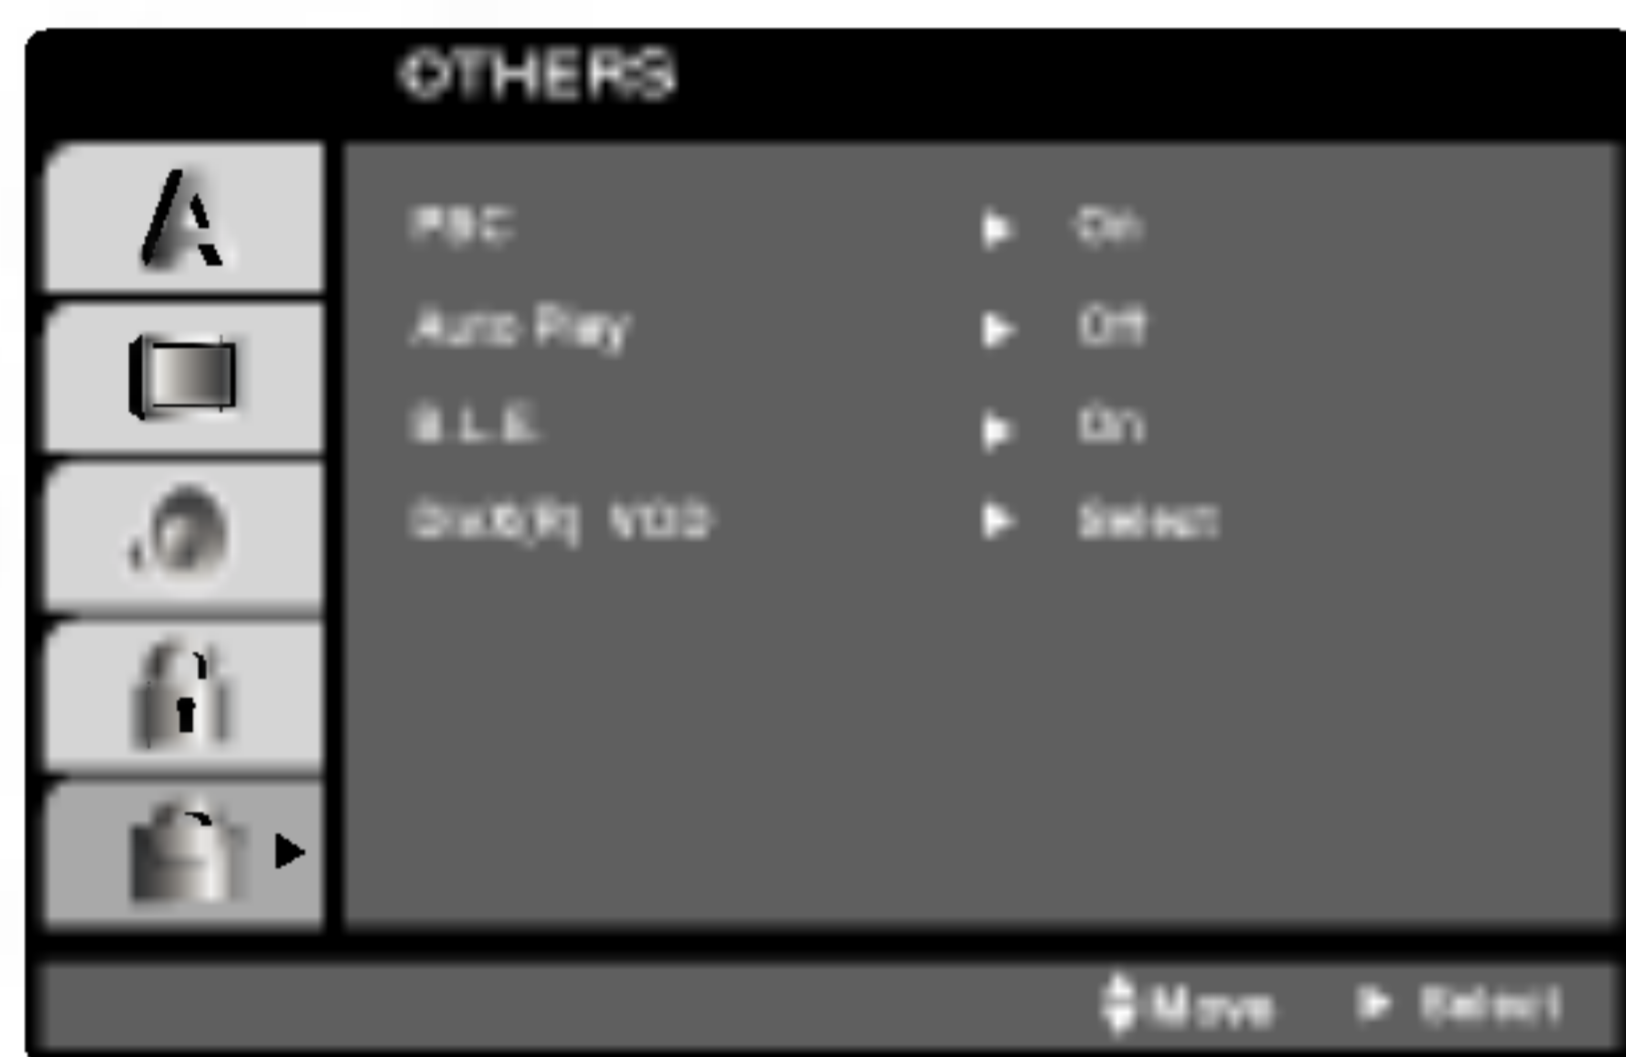 OTHERS
PBC ▶ On
Auto Play ▶ Off
B.L.E. ▶ On
DivX(R) VOD ▶ Select
Move ▶ Select